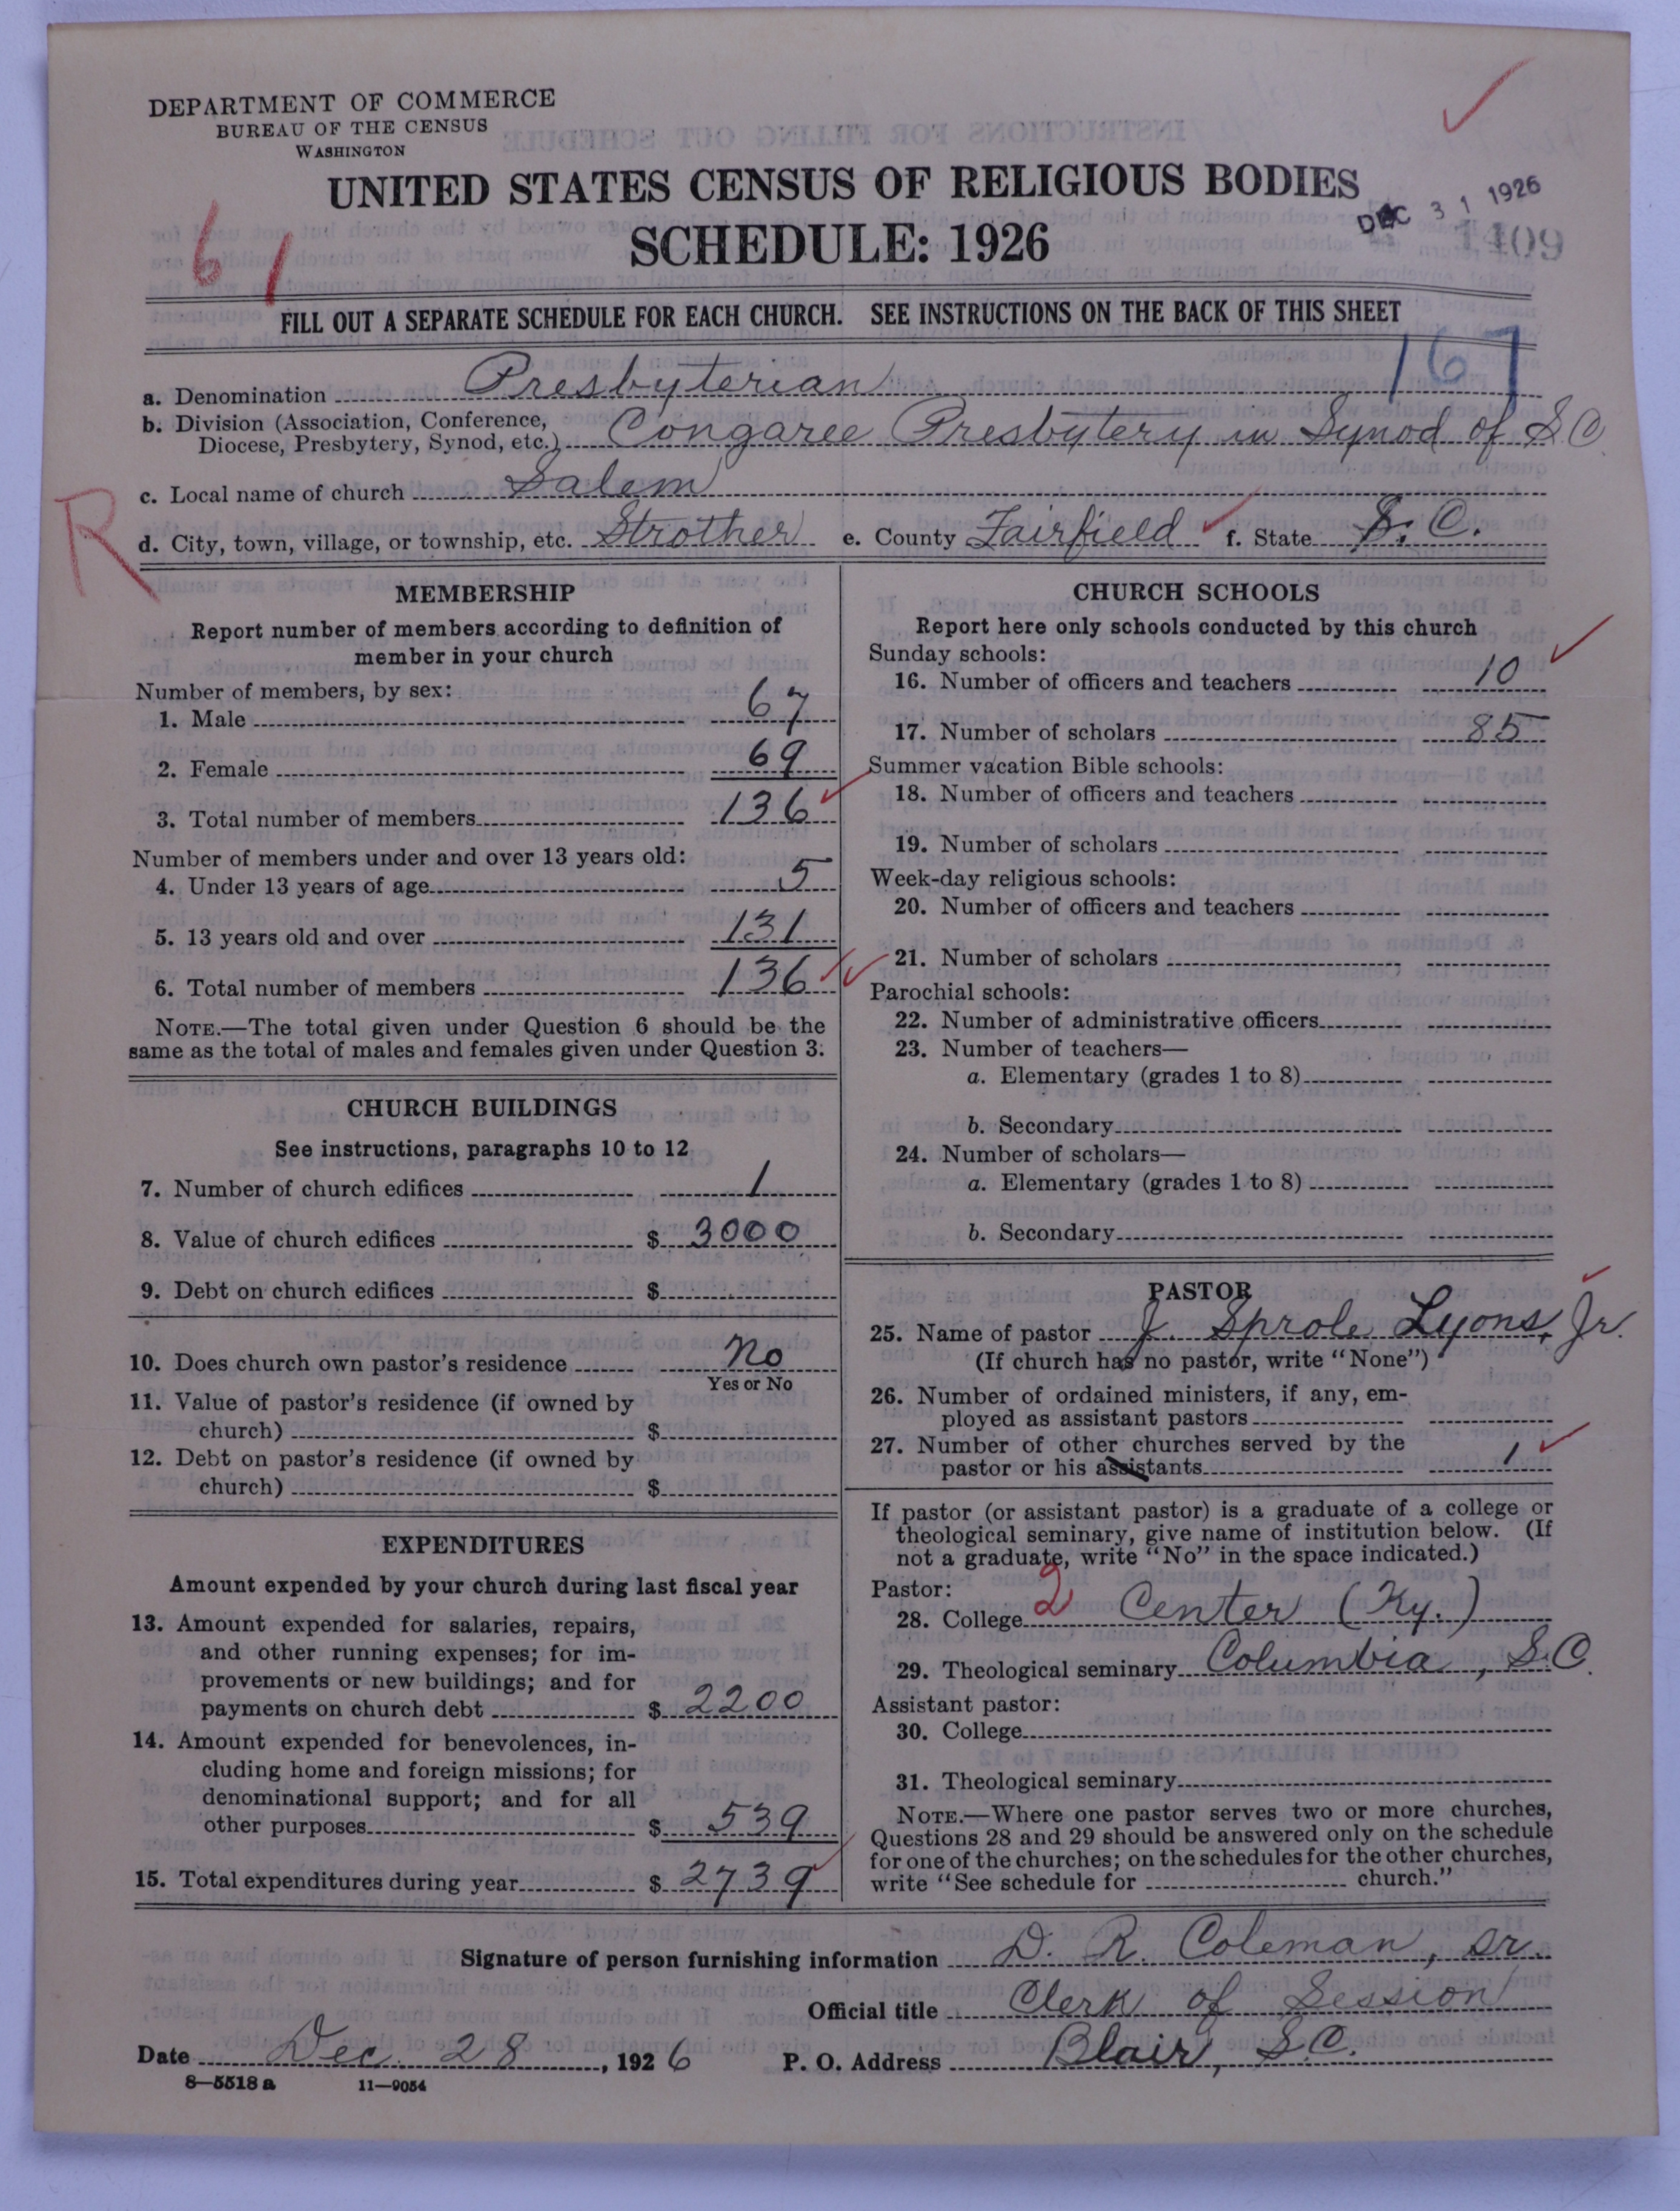 DEPARTMENT OF COMMERCE
BUREAU OF THE CENSUS
WASHINGTON
UNITED STATES CENSUS OF RELIGIOUS BODIES
SCHEDULE: 1926
DEC 31 1926
1409
61
FILL OUT A SEPARATE SCHEDULE FOR EACH CHURCH. SEE INSTRUCTIONS ON THE BACK OF THIS SHEET
167
a. Denomination Presbyterian
b. Division (Association, Conference,
Diocese, Presbytery, Synod, etc.) Congaree Presbytery in Synod of S.C.
c. Local name of church Salem
R
d. City, town, village, or township, etc. Strother e. County Fairfield f. State S. C.
MEMBERSHIP
Report number of members according to definition of
member in your church
Number of members, by sex:
1. Male 67
2. Female 69
3. Total number of members 136
Number of members under and over 13 years old:
4. Under 13 years of age 5
5. 13 years old and over 131
6. Total number of members 136
NOTE.—The total given under Question 6 should be the
same as the total of males and females given under Question 3.
CHURCH BUILDINGS
See instructions, paragraphs 10 to 12
7. Number of church edifices 1
8. Value of church edifices $ 3000
9. Debt on church edifices $
10. Does church own pastor's residence No
Yes or No
11. Value of pastor's residence (if owned by
church) $
12. Debt on pastor's residence (if owned by
church) $
EXPENDITURES
Amount expended by your church during last fiscal year
13. Amount expended for salaries, repairs,
and other running expenses; for im-
provements or new buildings; and for
payments on church debt $ 2200
14. Amount expended for benevolences, in-
cluding home and foreign missions; for
denominational support; and for all
other purposes $ 539
15. Total expenditures during year $ 2739
CHURCH SCHOOLS
Report here only schools conducted by this church
Sunday schools:
16. Number of officers and teachers 10
17. Number of scholars 85
Summer vacation Bible schools:
18. Number of officers and teachers
19. Number of scholars
Week-day religious schools:
20. Number of officers and teachers
21. Number of scholars
Parochial schools:
22. Number of administrative officers
23. Number of teachers—
a. Elementary (grades 1 to 8)
b. Secondary
24. Number of scholars—
a. Elementary (grades 1 to 8)
b. Secondary
PASTOR
25. Name of pastor J. Sprole Lyons, Jr.
(If church has no pastor, write "None")
26. Number of ordained ministers, if any, em-
ployed as assistant pastors
27. Number of other churches served by the
pastor or his assistants 1
If pastor (or assistant pastor) is a graduate of a college or
theological seminary, give name of institution below. (If
not a graduate, write "No" in the space indicated.)
Pastor:
28. College 2 Center (Ky.)
29. Theological seminary Columbia, S.C.
Assistant pastor:
30. College
31. Theological seminary
NOTE.—Where one pastor serves two or more churches,
Questions 28 and 29 should be answered only on the schedule
for one of the churches; on the schedules for the other churches,
write "See schedule for church."
Signature of person furnishing information D. R. Coleman, sr.
Official title Clerk of Session
Date Dec. 28, 1926 P. O. Address Blair, S.C.
8—5518 a 11—9054